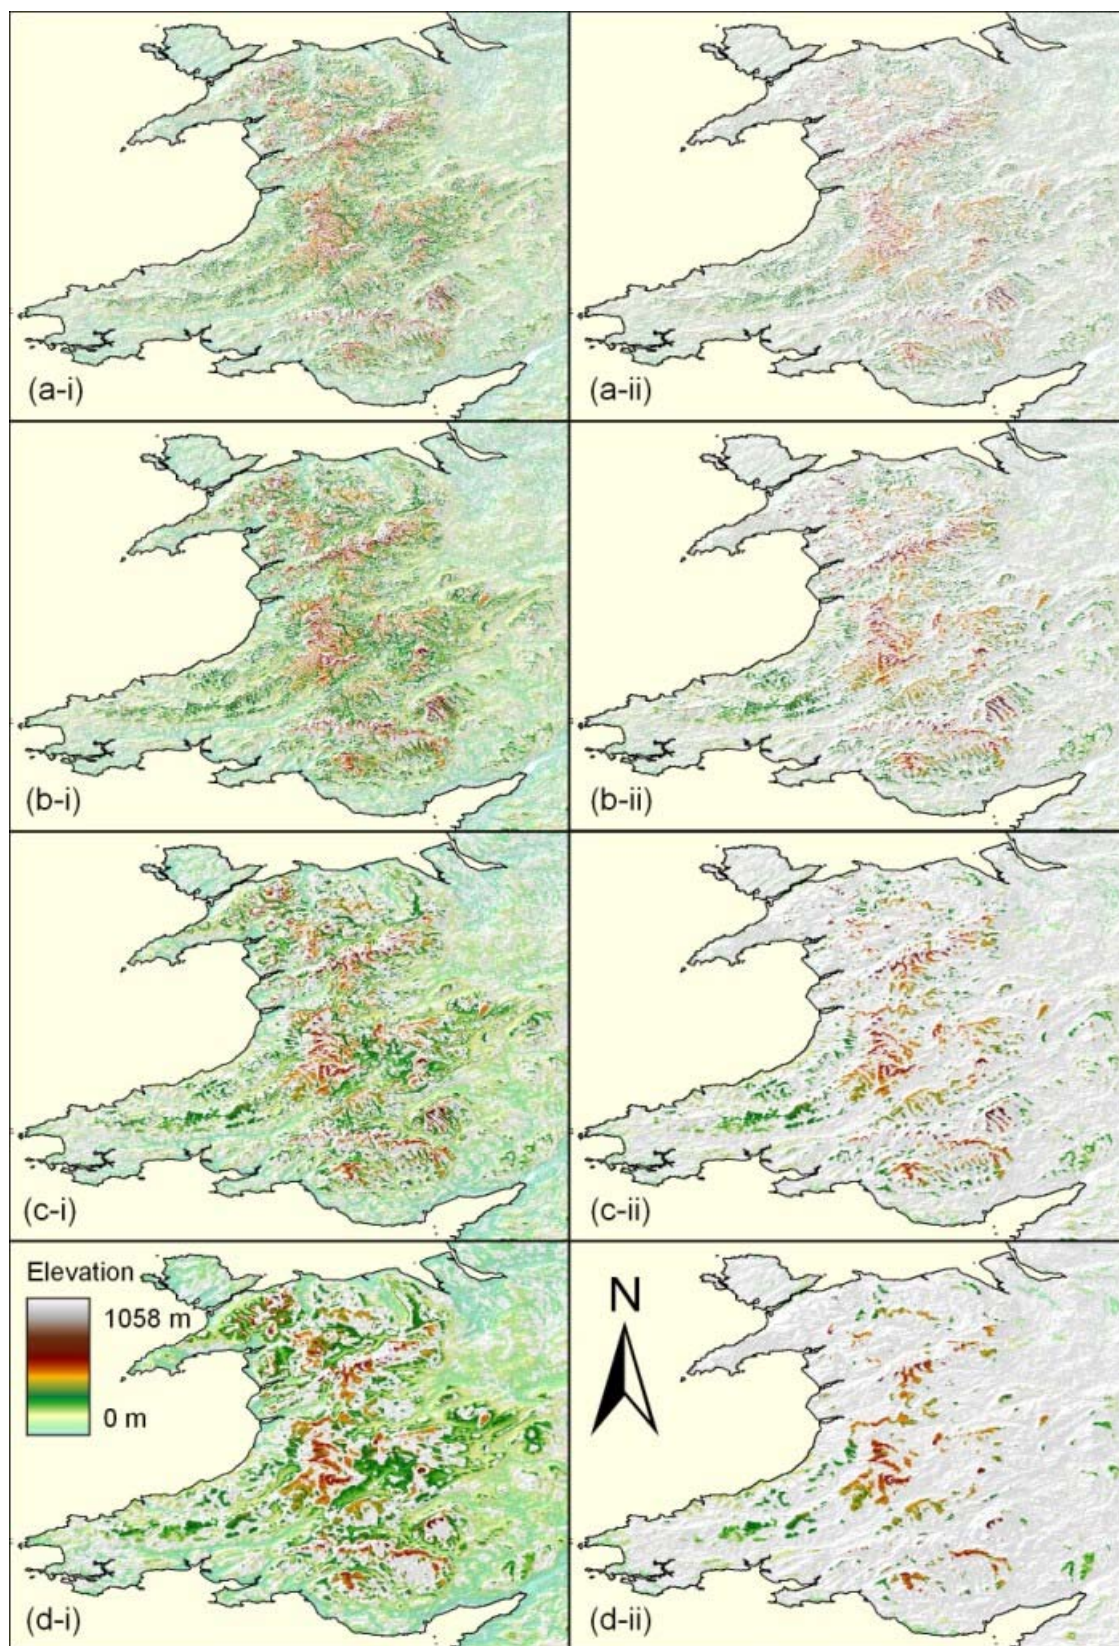 (a-i)
(a-ii)
(b-i)
(b-ii)
(c-i)
(c-ii)
Elevation
1058 m
0 m
N
(d-i)
(d-ii)